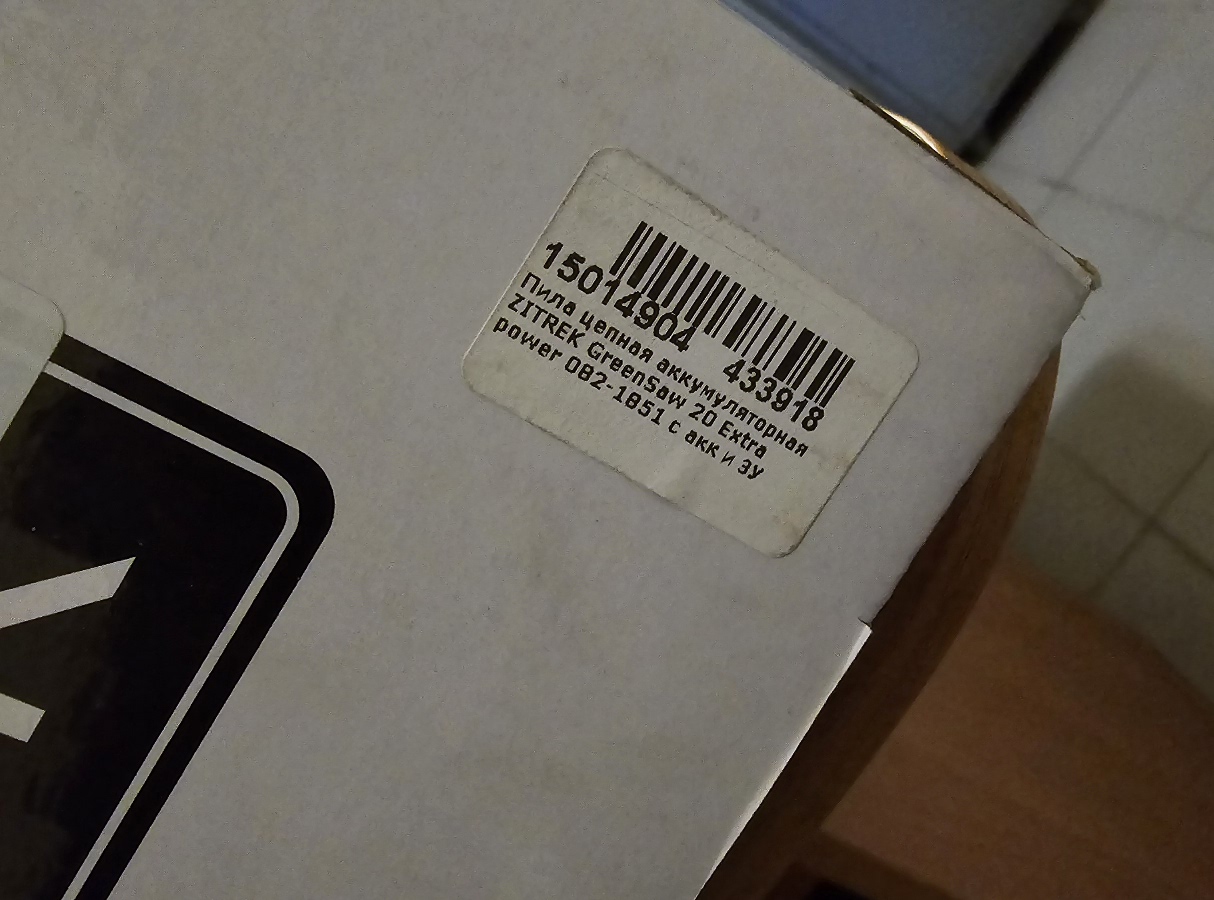 15014904 433918
Пила цепная аккумуляторная
ZITREK GreenSaw 20 Extra
power 082-1851 с акк и ЗУ
K